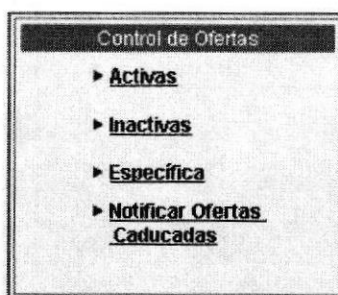 Control de Ofertas
Activas
Inactivas
Específica
Notificar Ofertas
Caducadas